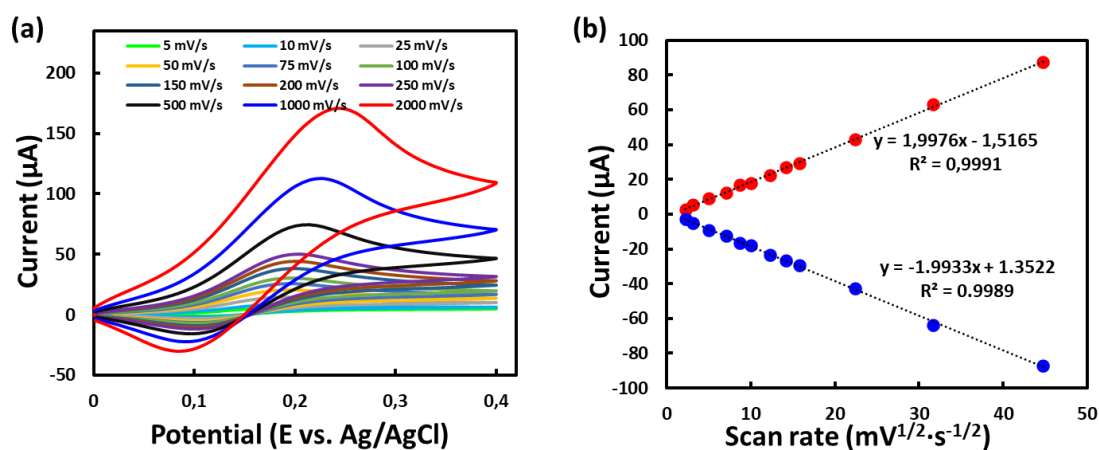 (a)
5 mV/s 10 mV/s 25 mV/s
50 mV/s 75 mV/s 100 mV/s
150 mV/s 200 mV/s 250 mV/s
500 mV/s 1000 mV/s 2000 mV/s
200
150
100
50
0
-50
Current (µA)
0 0,1 0,2 0,3 0,4
Potential (E vs. Ag/AgCl)
(b)
100
80
60
40
20
0
-20
-40
-60
-80
-100
Current (µA)
y = 1,9976x - 1,5165
R² = 0,9991
y = -1.9933x + 1.3522
R² = 0.9989
0 10 20 30 40 50
Scan rate (mV¹ᐟ²·s⁻¹ᐟ²)